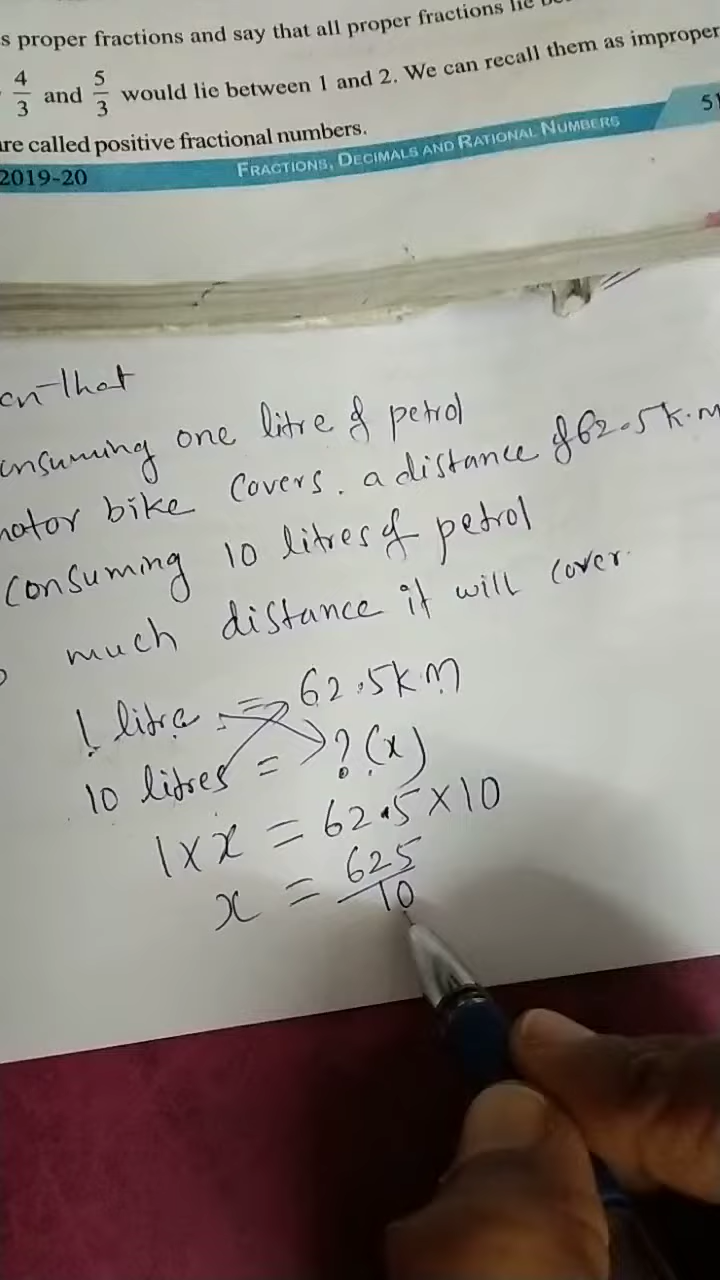 s proper fractions and say that all proper fractions lie
4/3 and 5/3 would lie between 1 and 2. We can recall them as improper
are called positive fractional numbers.
51
FRACTIONS, DECIMALS AND RATIONAL NUMBERS
2019-20
en that
onsuming one litre of petrol
motor bike covers. a distance of 62.5 k.m
consuming 10 litres of petrol
much distance it will cover.
1 litre = 62.5 km
10 litres = ? (x)
1 × x = 62.5 × 10
x = 625/10